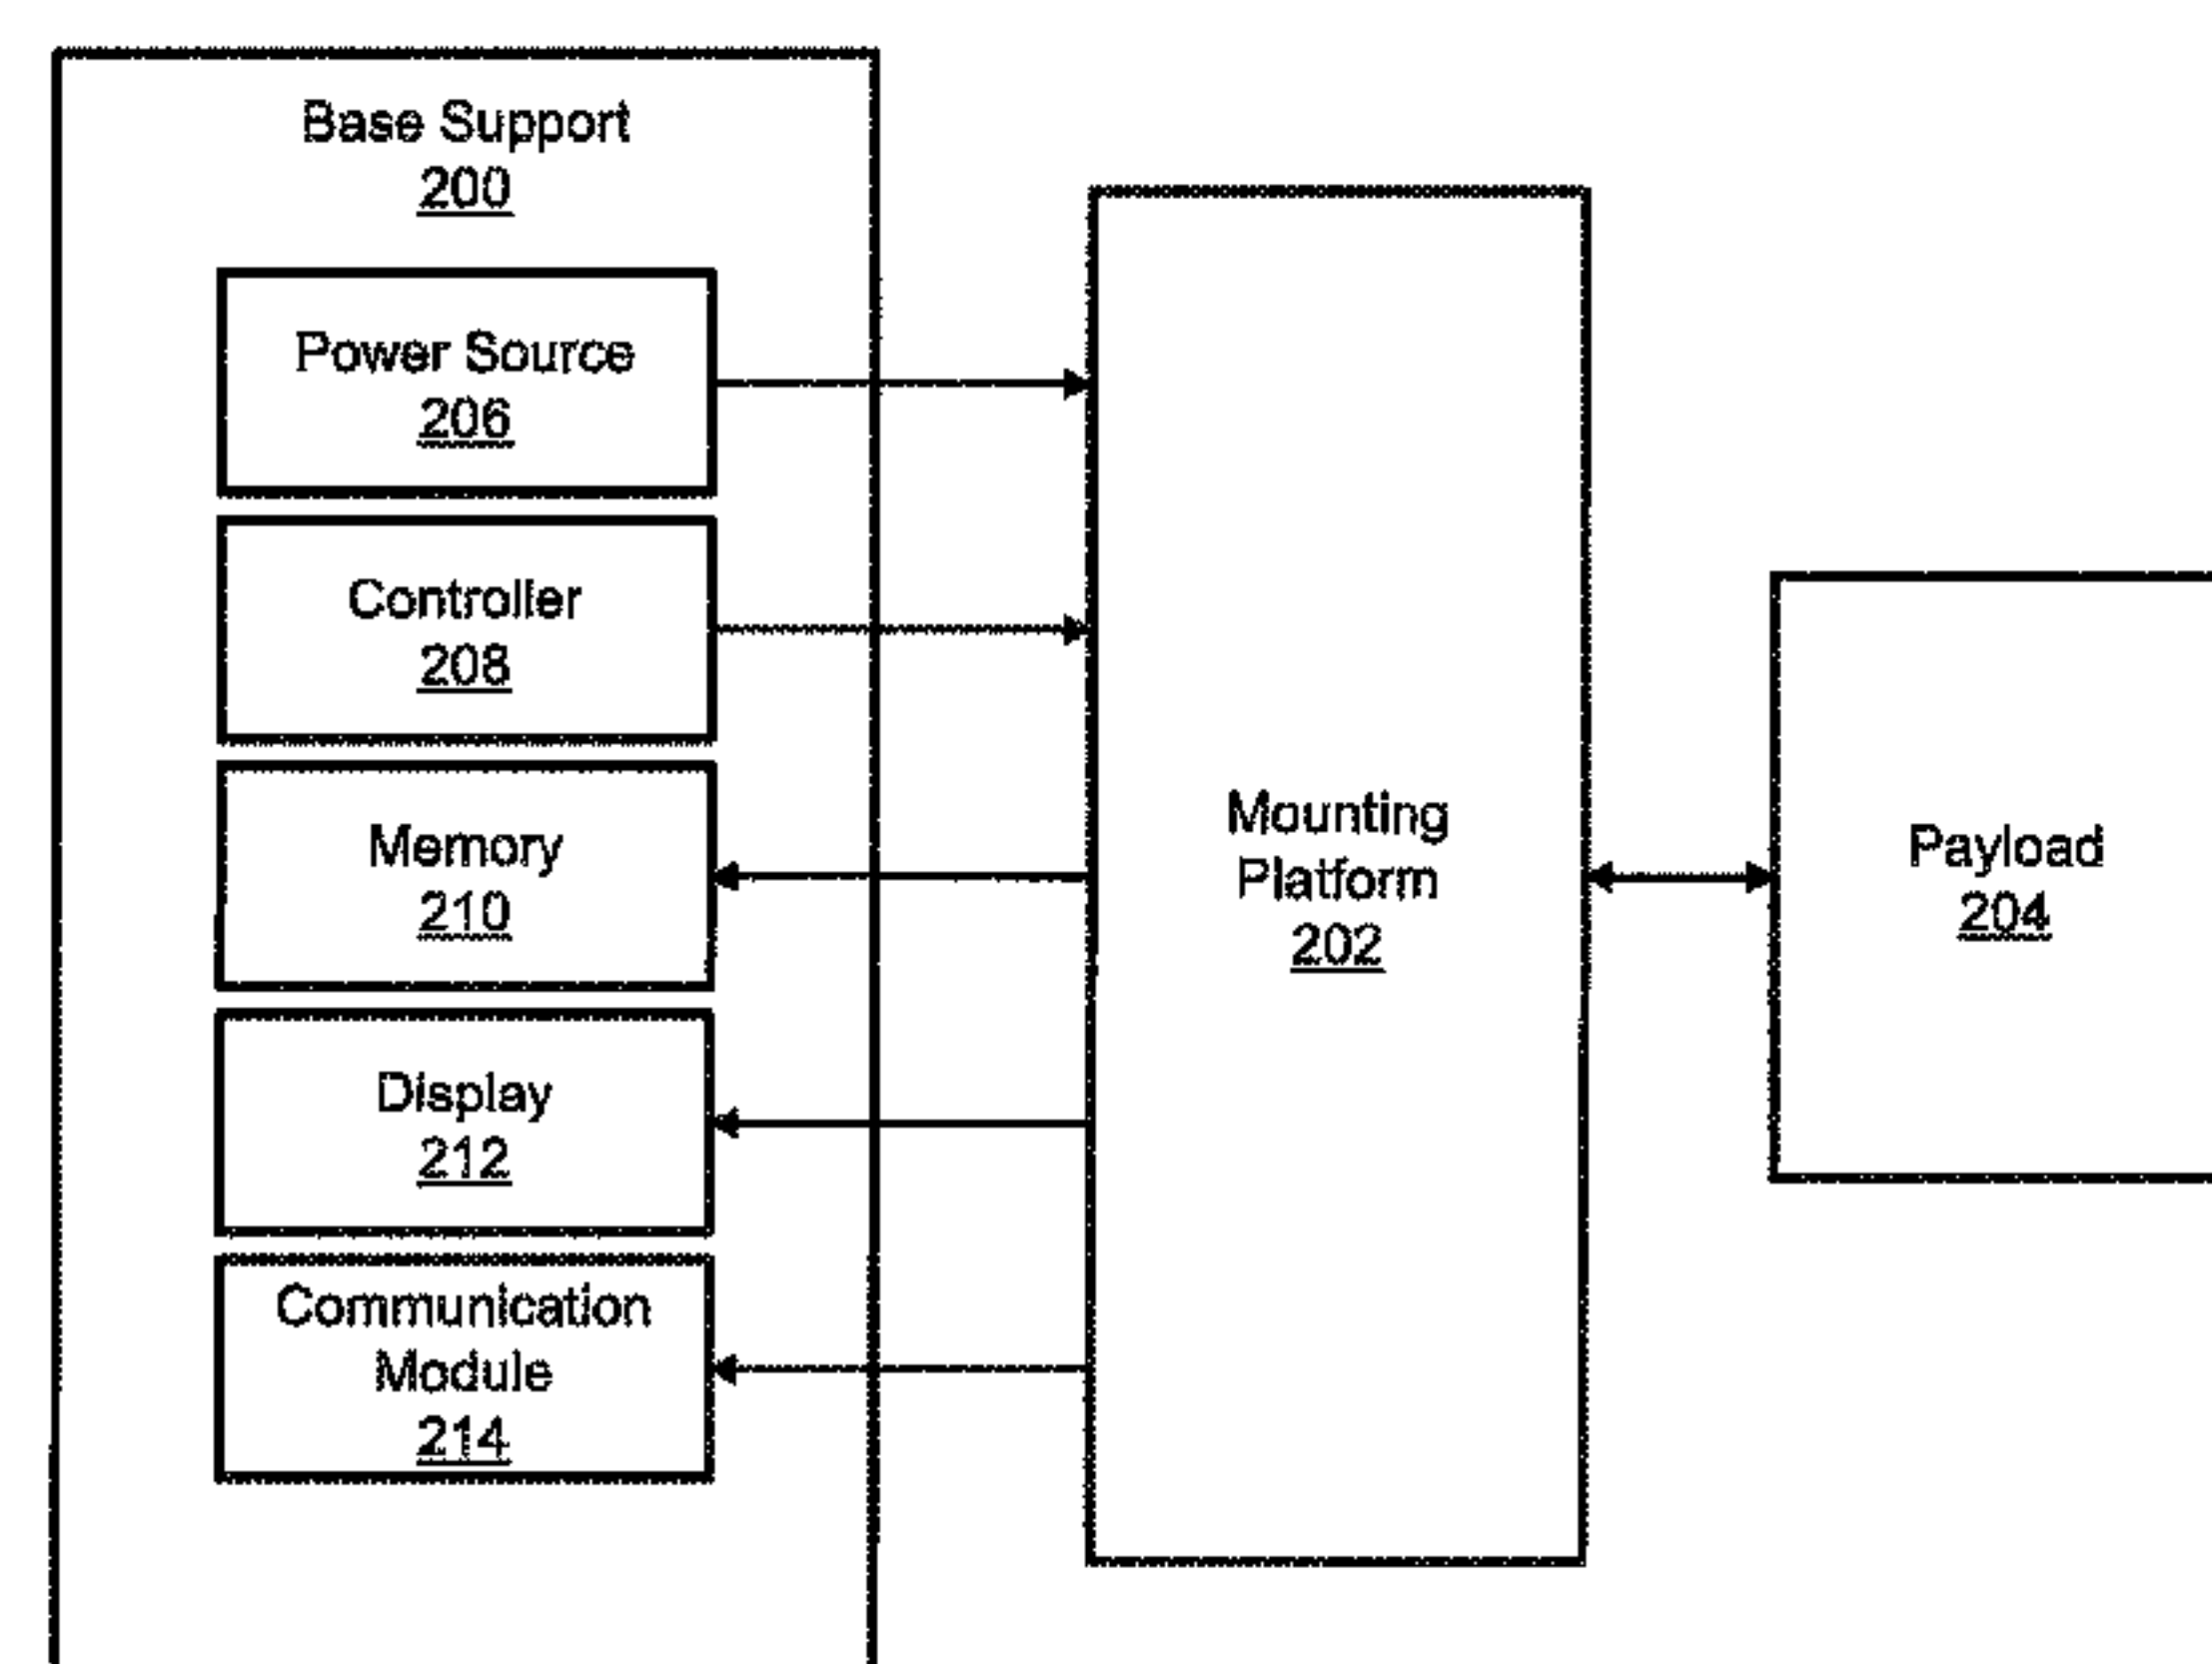 Base Support
200
Power Source
206
Controller
208
Memory
210
Display
212
Communication
Module
214
Mounting
Platform
202
Payload
204